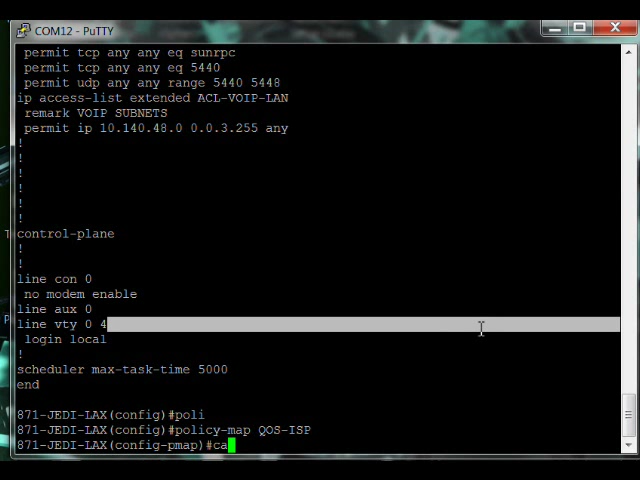 COM12 - PuTTY
permit tcp any any eq sunrpc
permit tcp any any eq 5440
permit udp any any range 5440 5448
ip access-list extended ACL-VOIP-LAN
remark VOIP SUBNETS
permit ip 10.140.48.0 0.0.3.255 any
!
!
!
!
!
control-plane
!
!
line con 0
no modem enable
line aux 0
line vty 0 4
login local
!
scheduler max-task-time 5000
end
871-JEDI-LAX(config)#poli
871-JEDI-LAX(config)#policy-map QOS-ISP
871-JEDI-LAX(config-pmap)#ca